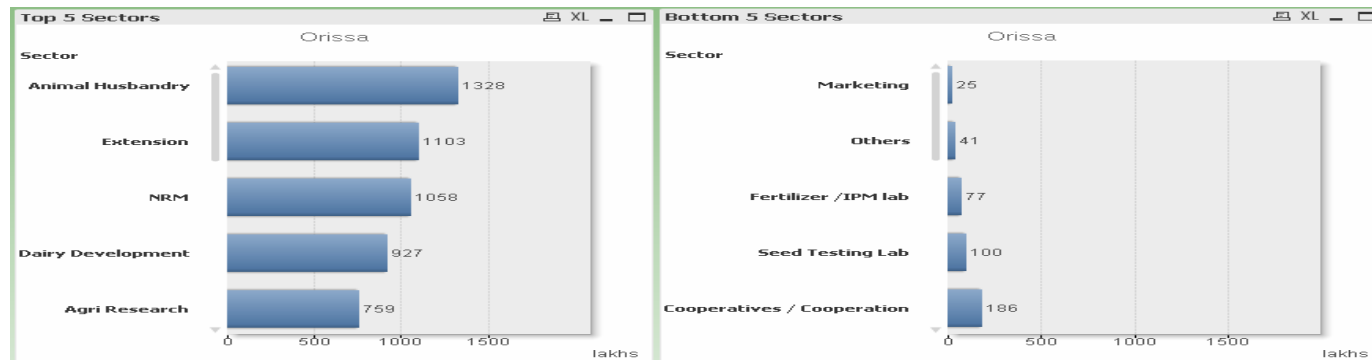 Top 5 Sectors XL
Orissa
Sector
Animal Husbandry 1328
Extension 1103
NRM 1058
Dairy Development 927
Agri Research 759
0 500 1000 1500
lakhs
Bottom 5 Sectors XL
Orissa
Sector
Marketing 25
Others 41
Fertilizer /IPM lab 77
Seed Testing Lab 100
Cooperatives / Cooperation 186
0 500 1000 1500
lakhs